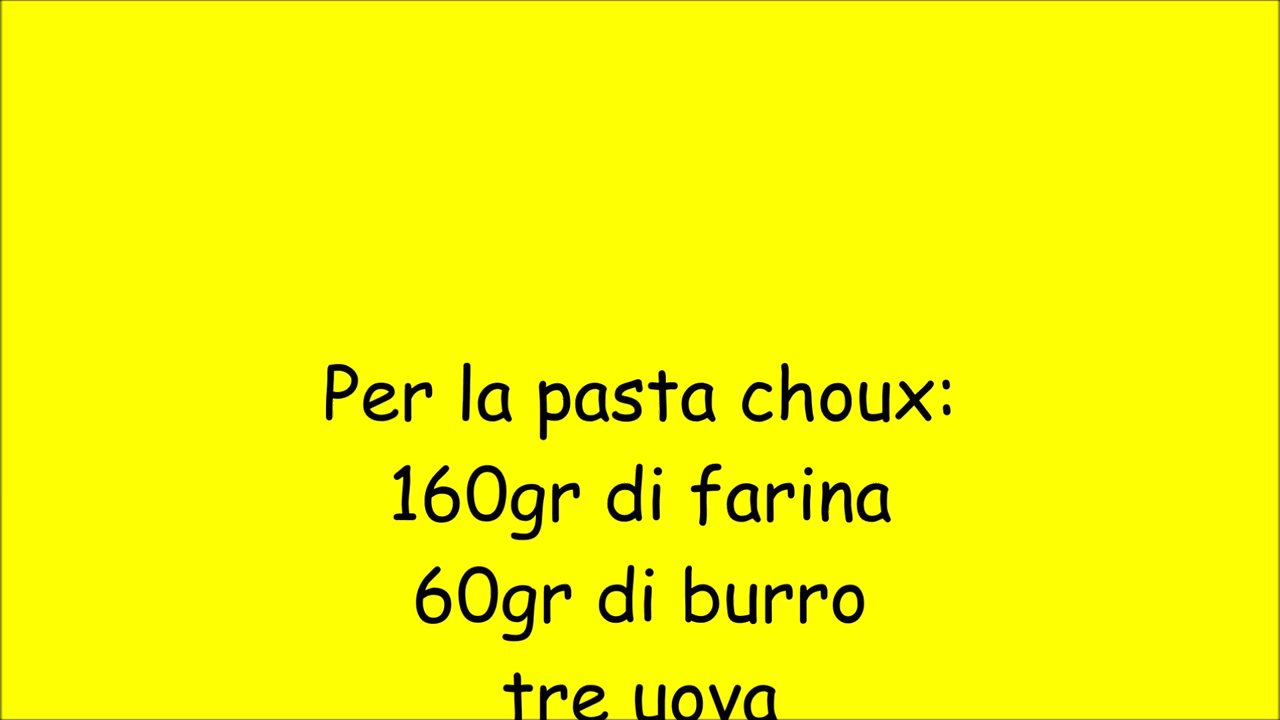 Per la pasta choux:
160gr di farina
60gr di burro
tre uova